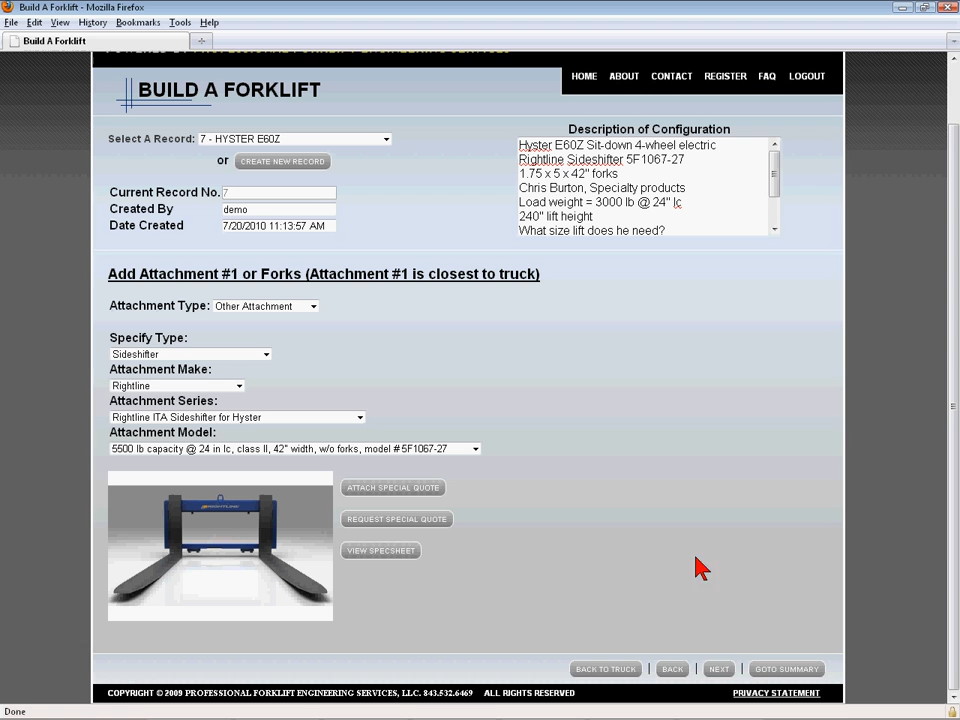 Build A Forklift - Mozilla Firefox
File Edit View History Bookmarks Tools Help
Build A Forklift
HOME ABOUT CONTACT REGISTER FAQ LOGOUT
BUILD A FORKLIFT
Select A Record: 7 - HYSTER E60Z
or CREATE NEW RECORD
Current Record No. 7
Created By demo
Date Created 7/20/2010 11:13:57 AM
Description of Configuration
Hyster E60Z Sit-down 4-wheel electric
Rightline Sideshifter 5F1067-27
1.75 x 5 x 42" forks
Chris Burton, Specialty products
Load weight = 3000 lb @ 24" lc
240" lift height
What size lift does he need?
Add Attachment #1 or Forks (Attachment #1 is closest to truck)
Attachment Type: Other Attachment
Specify Type:
Sideshifter
Attachment Make:
Rightline
Attachment Series:
Rightline ITA Sideshifter for Hyster
Attachment Model:
5500 lb capacity @ 24 in lc, class II, 42" width, w/o forks, model #5F1067-27
RIGHTLINE
ATTACH SPECIAL QUOTE
REQUEST SPECIAL QUOTE
VIEW SPECSHEET
BACK TO TRUCK | BACK | NEXT | GOTO SUMMARY
COPYRIGHT © 2009 PROFESSIONAL FORKLIFT ENGINEERING SERVICES, LLC. 843.532.6469 ALL RIGHTS RESERVED PRIVACY STATEMENT
Done